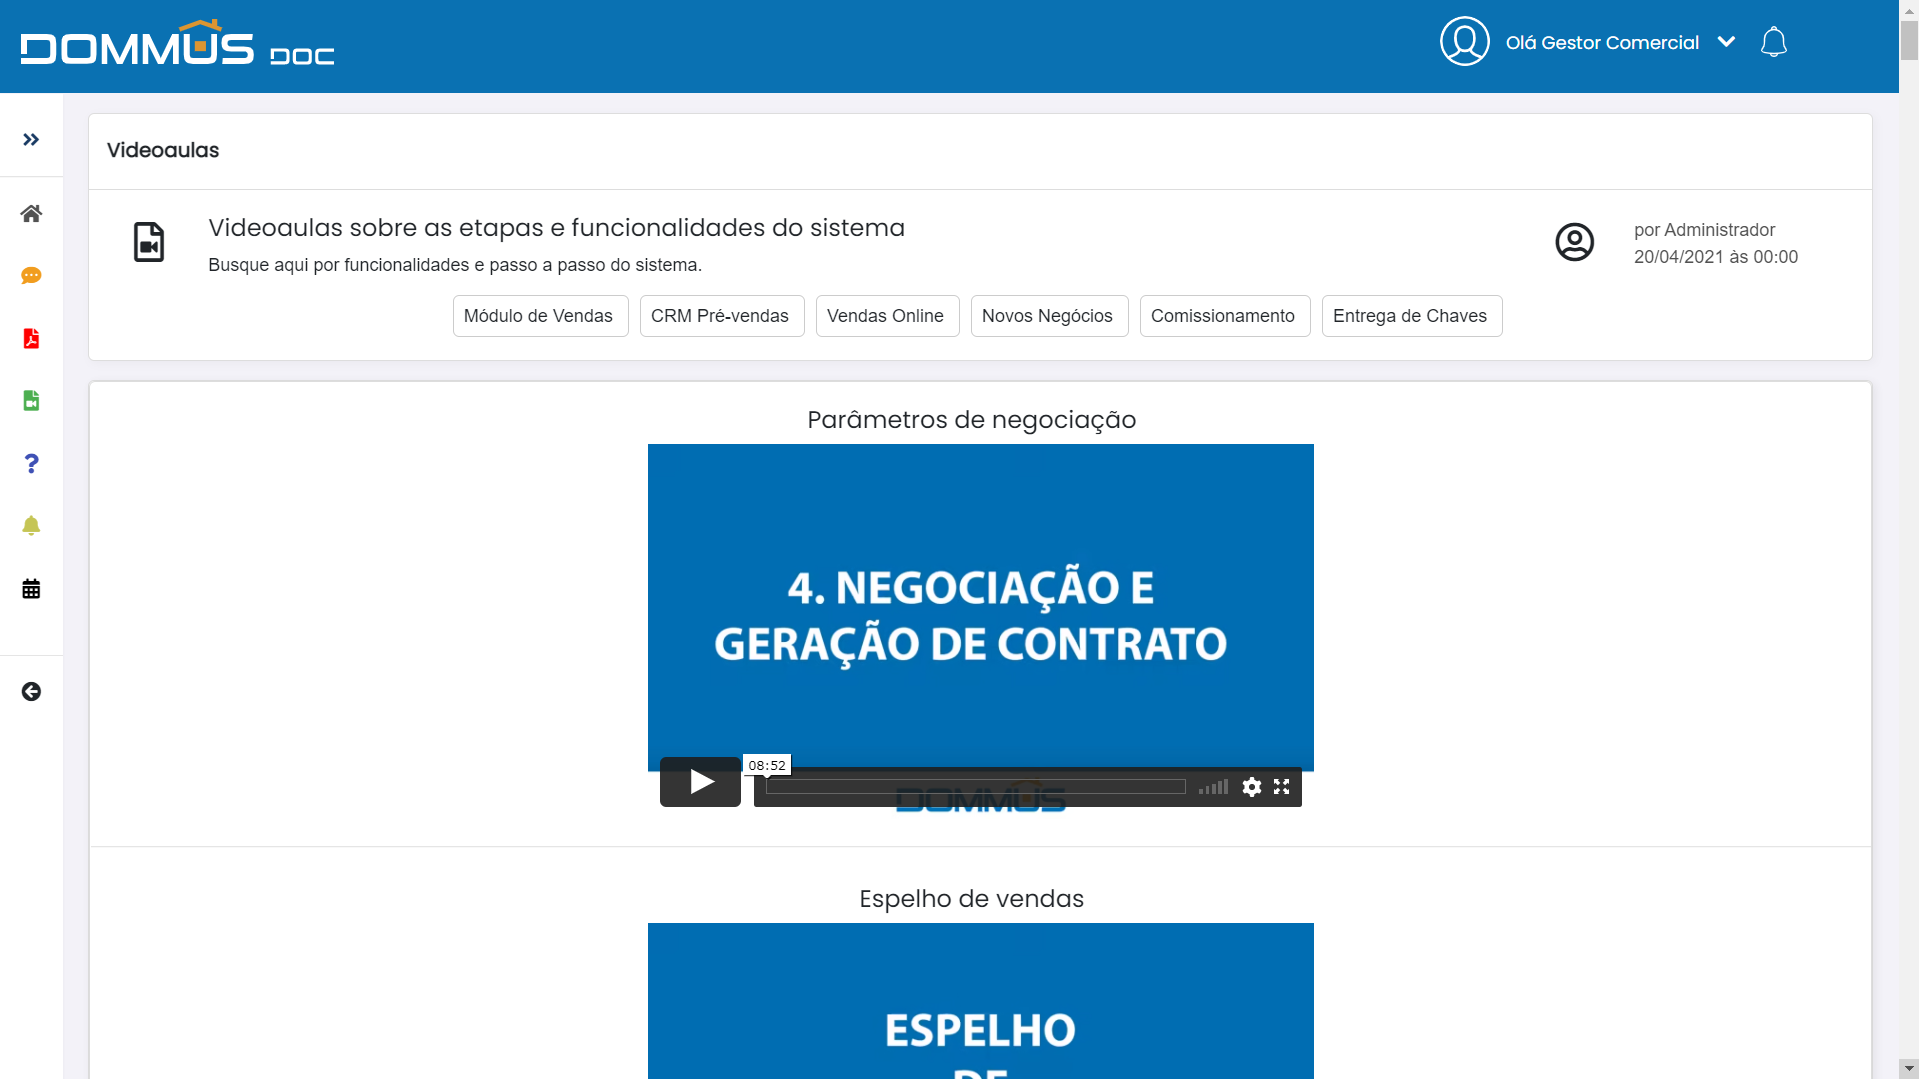 DOMMUS DOC
Olá Gestor Comercial
Videoaulas
Videoaulas sobre as etapas e funcionalidades do sistema
Busque aqui por funcionalidades e passo a passo do sistema.
por Administrador
20/04/2021 às 00:00
Módulo de Vendas
CRM Pré-vendas
Vendas Online
Novos Negócios
Comissionamento
Entrega de Chaves
Parâmetros de negociação
4. NEGOCIAÇÃO E
GERAÇÃO DE CONTRATO
08:52
DOMMUS
Espelho de vendas
ESPELHO
DE